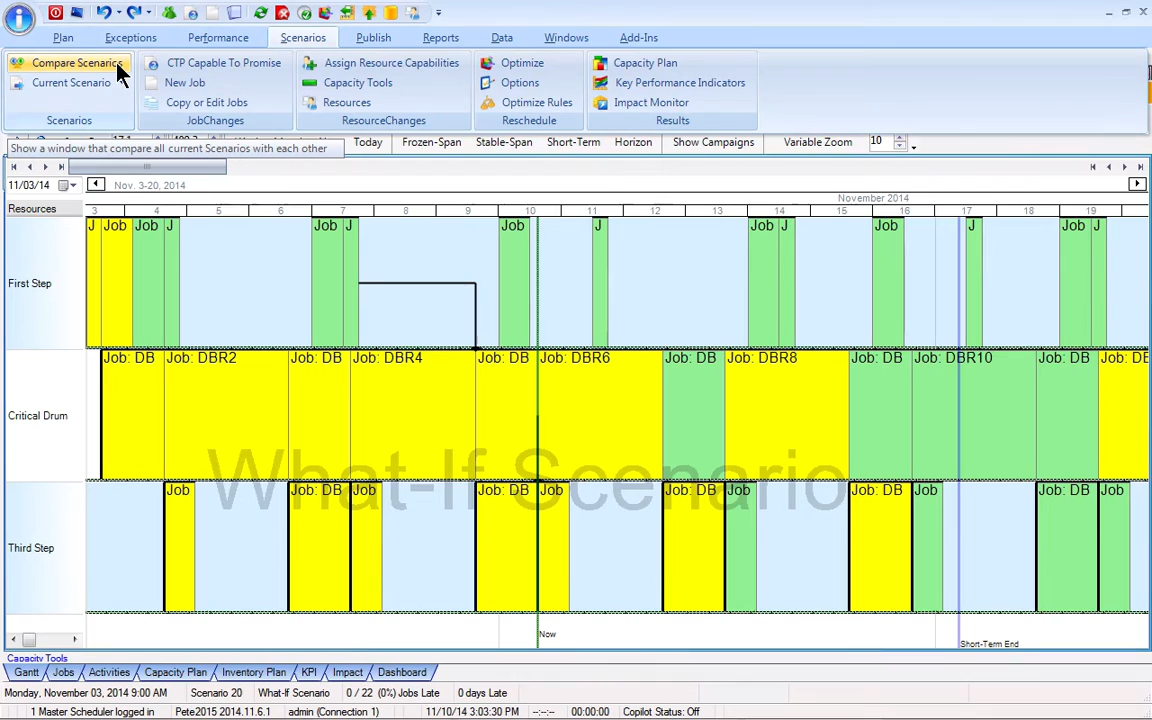 Plan Exceptions Performance Scenarios Publish Reports Data Windows Add-Ins
Compare Scenarios CTP Capable To Promise Assign Resource Capabilities Optimize Capacity Plan
Current Scenario New Job Capacity Tools Options Key Performance Indicators
Copy or Edit Jobs Resources Optimize Rules Impact Monitor
Scenarios JobChanges ResourceChanges Reschedule Results
Show a window that compare all current Scenarios with each other
Today Frozen-Span Stable-Span Short-Term Horizon Show Campaigns Variable Zoom 10
11/03/14 Nov. 3-20, 2014
November 2014
Resources 3 4 5 6 7 8 9 10 11 12 13 14 15 16 17 18 19
J Job Job J Job J Job J Job J Job J Job J
First Step
Job: DB Job: DBR2 Job: DB Job: DBR4 Job: DB Job: DBR6 Job: DB Job: DBR8 Job: DB Job: DBR10 Job: DB Job: DB
Critical Drum
What-If Scenario
Job Job: DB Job Job: DB Job Job: DB Job Job: DB Job Job: DB Job
Third Step
Now
Short-Term End
Capacity Tools
Gantt Jobs Activities Capacity Plan Inventory Plan KPI Impact Dashboard
Monday, November 03, 2014 9:00 AM Scenario 20 What-If Scenario 0 / 22 (0%) Jobs Late 0 days Late
1 Master Scheduler logged in Pete2015 2014.11.6.1 admin (Connection 1) 11/10/14 3:03:30 PM --:--:-- 00:00:00 Copilot Status: Off